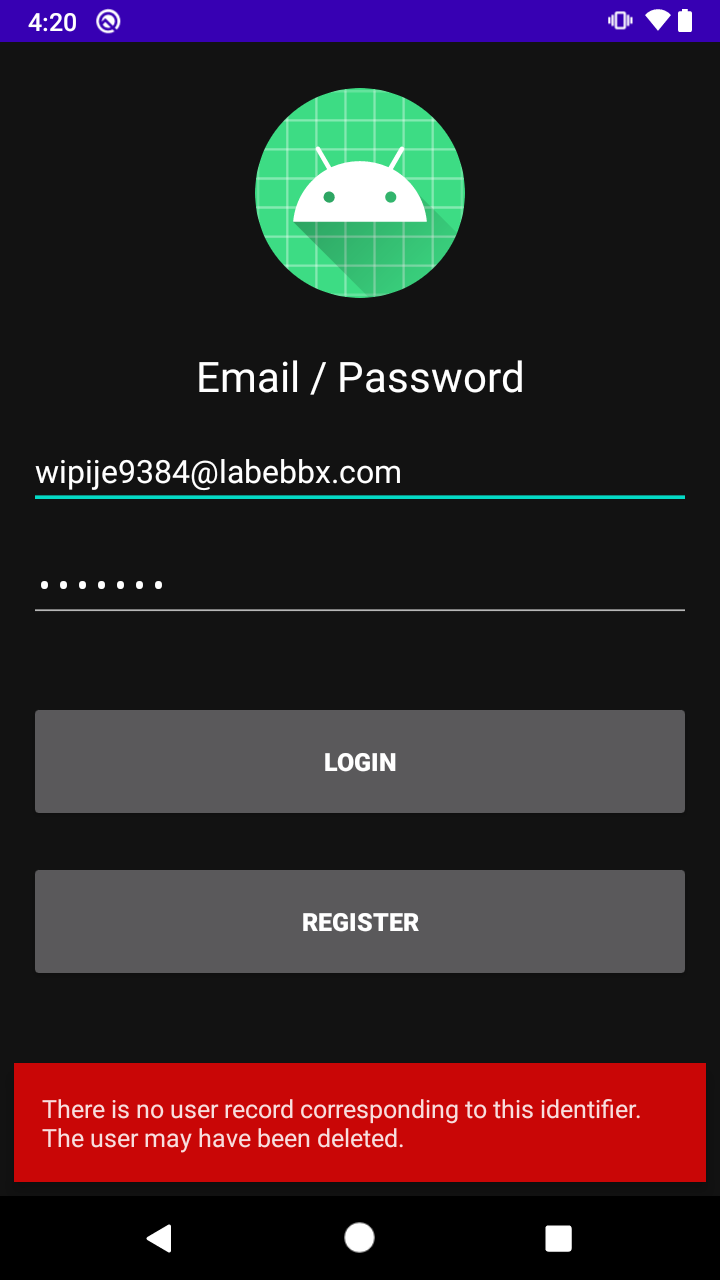 4:20
Email / Password
wipije9384@labebbx.com
•••••••
LOGIN
REGISTER
There is no user record corresponding to this identifier.
The user may have been deleted.